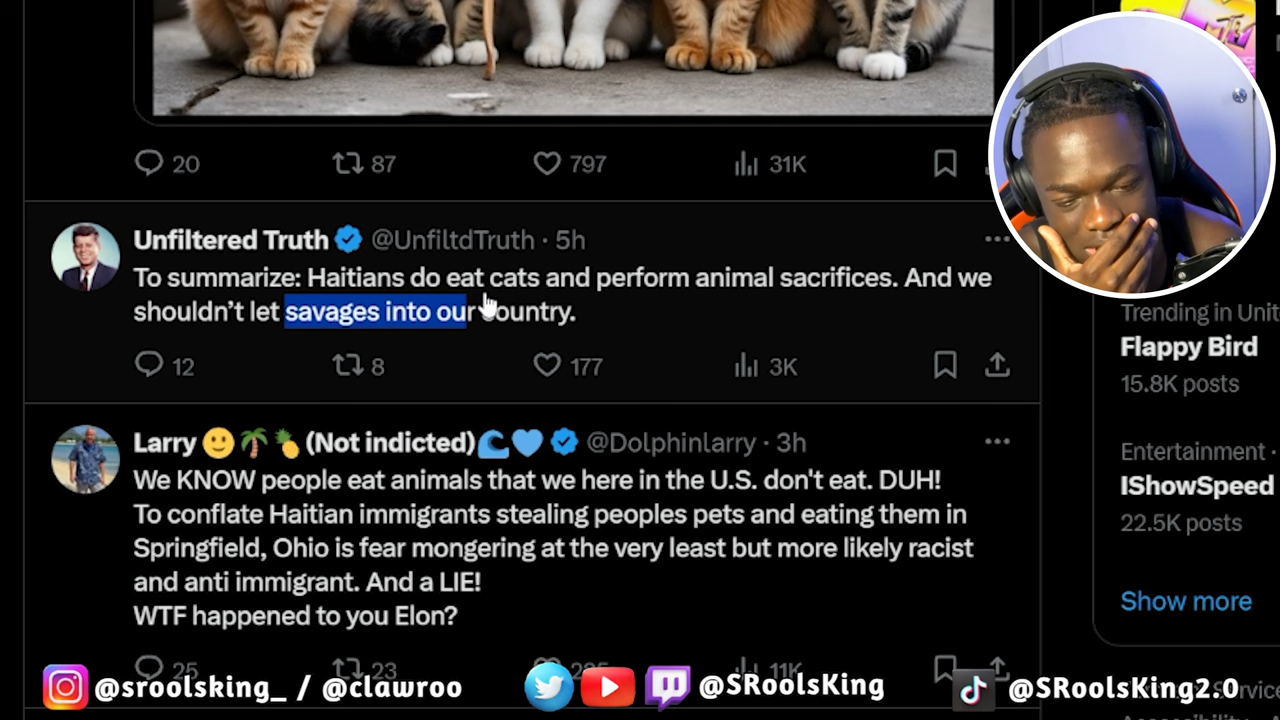 20 87 797 31K
Unfiltered Truth @UnfiltdTruth · 5h
To summarize: Haitians do eat cats and perform animal sacrifices. And we
shouldn't let savages into our country.
12 8 177 3K
Larry (Not indicted) @Dolphinlarry · 3h
We KNOW people eat animals that we here in the U.S. don't eat. DUH!
To conflate Haitian immigrants stealing peoples pets and eating them in
Springfield, Ohio is fear mongering at the very least but more likely racist
and anti immigrant. And a LIE!
WTF happened to you Elon?
25 23 11K
Trending in Unit
Flappy Bird
15.8K posts
Entertainment ·
IShowSpeed
22.5K posts
Show more
@sroolsking_ / @clawroo
@SRoolsKing
@SRoolsKing2.0